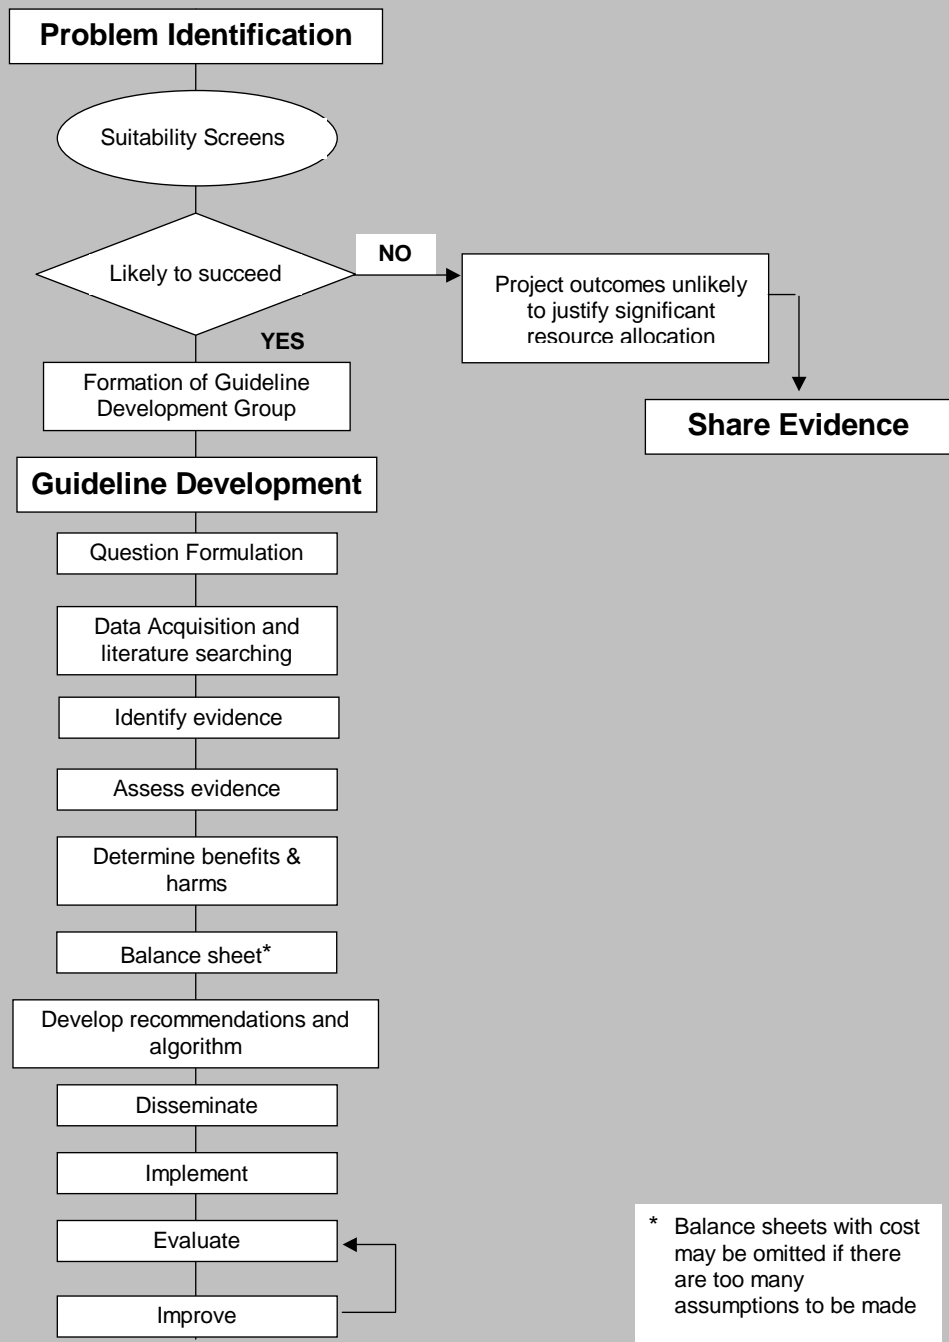 Problem Identification
Suitability Screens
Likely to succeed
NO
Project outcomes unlikely
to justify significant
resource allocation
YES
Formation of Guideline
Development Group
Share Evidence
Guideline Development
Question Formulation
Data Acquisition and
literature searching
Identify evidence
Assess evidence
Determine benefits &
harms
Balance sheet*
Develop recommendations and
algorithm
Disseminate
Implement
Evaluate
Improve
* Balance sheets with cost
may be omitted if there
are too many
assumptions to be made